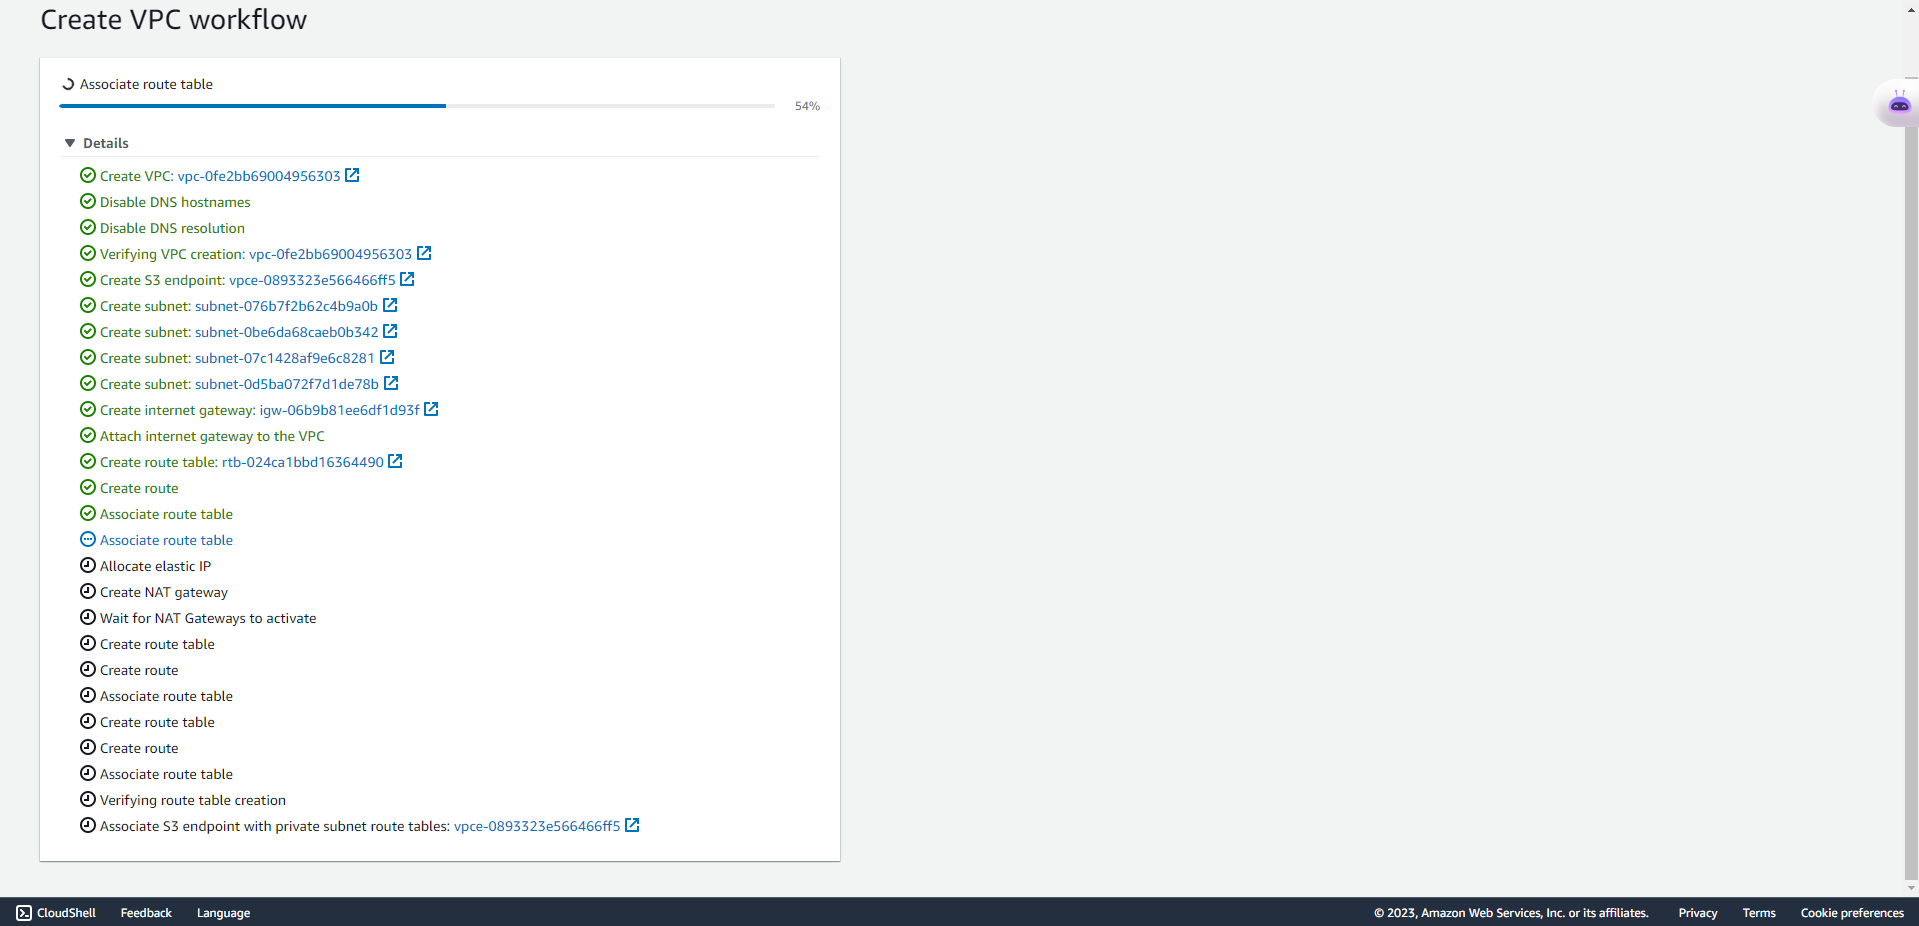 Create VPC workflow
Associate route table
54%
Details
Create VPC: vpc-0fe2bb69004956303
Disable DNS hostnames
Disable DNS resolution
Verifying VPC creation: vpc-0fe2bb69004956303
Create S3 endpoint: vpce-0893323e566466ff5
Create subnet: subnet-076b7f2b62c4b9a0b
Create subnet: subnet-0be6da68caeb0b342
Create subnet: subnet-07c1428af9e6c8281
Create subnet: subnet-0d5ba072f7d1de78b
Create internet gateway: igw-06b9b81ee6df1d93f
Attach internet gateway to the VPC
Create route table: rtb-024ca1bbd16364490
Create route
Associate route table
Associate route table
Allocate elastic IP
Create NAT gateway
Wait for NAT Gateways to activate
Create route table
Create route
Associate route table
Create route table
Create route
Associate route table
Verifying route table creation
Associate S3 endpoint with private subnet route tables: vpce-0893323e566466ff5
CloudShell Feedback Language © 2023, Amazon Web Services, Inc. or its affiliates. Privacy Terms Cookie preferences